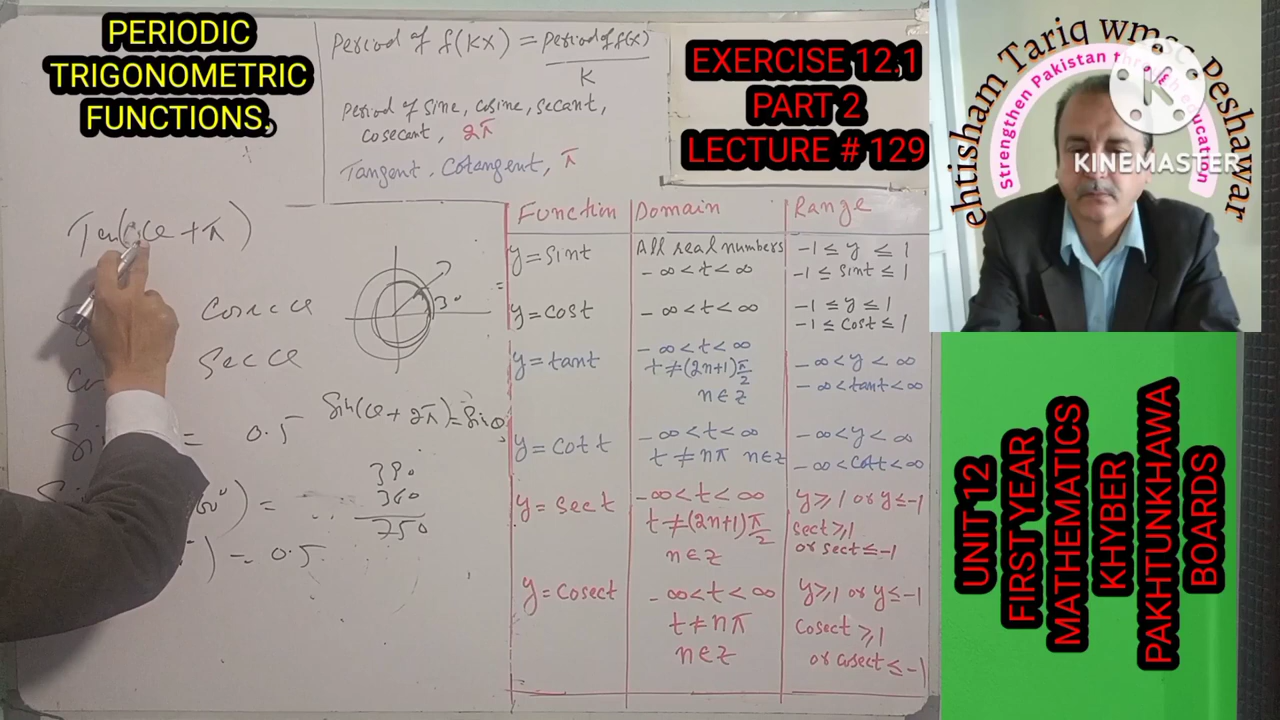 PERIODIC
TRIGONOMETRIC
FUNCTIONS.
Period of f(Kx) = period of f(x)
K
Period of sine, cosine, secant,
cosecant, 2π
Tangent, Cotangent, π
EXERCISE 12.1
PART 2
LECTURE # 129
ehtisham Tariq wmsc Peshawar
Strengthen Pakistan through education
KINEMASTER
Tan( + π)
30
Sin( + 2π) = Sin
= 0.5
390
360
750
) = 0.5
Function Domain Range
y = sint All real numbers -1 ≤ y ≤ 1
-∞ < t < ∞ -1 ≤ sint ≤ 1
y = cost -∞ < t < ∞ -1 ≤ y ≤ 1
-1 ≤ cost ≤ 1
y = tant -∞ < t < ∞ -∞ < y < ∞
t ≠ (2n+1)π/2 -∞ < tant < ∞
n ∈ z
y = cot t -∞ < t < ∞ -∞ < y < ∞
t ≠ nπ n ∈ z -∞ < cott < ∞
y = sect -∞ < t < ∞ y ≥ 1 or y ≤ -1
t ≠ (2n+1)π/2 sect ≥ 1
n ∈ z or sect ≤ -1
y = cosect -∞ < t < ∞ y ≥ 1 or y ≤ -1
t ≠ nπ cosect ≥ 1
n ∈ z or cosect ≤ -1
UNIT 12
FIRST YEAR
MATHEMATICS
KHYBER
PAKHTUNKHAWA
BOARDS